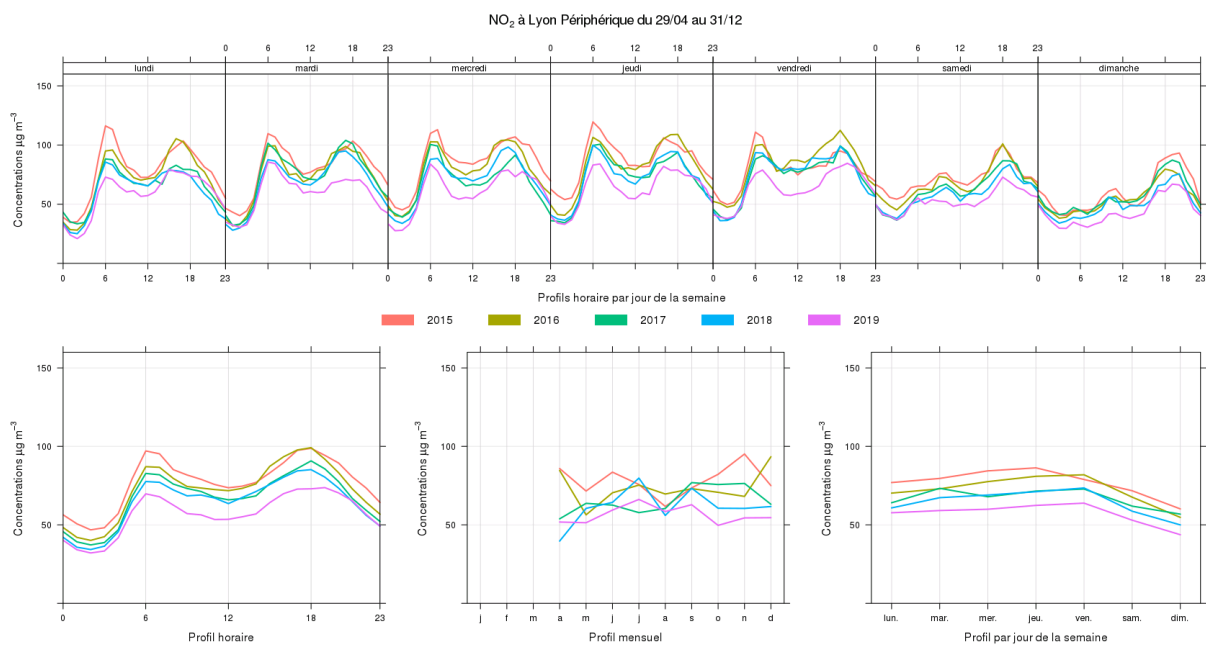 NO2 à Lyon Périphérique du 29/04 au 31/12
0 6 12 18 23 0 6 12 18 23 0 6 12 18 23
lundi mardi mercredi jeudi vendredi samedi dimanche
Concentrations µg m−3
150
100
50
0 6 12 18 0 6 12 18 23 0 6 12 18 23 0 6 12 18 23
Profils horaire par jour de la semaine
2015 2016 2017 2018 2019
Concentrations µg m−3
150
100
50
0 6 12 18 23
Profil horaire
Concentrations µg m−3
150
100
50
j f m a m j j a s o n d
Profil mensuel
Concentrations µg m−3
150
100
50
lun. mar. mer. jeu. ven. sam. dim.
Profil par jour de la semaine